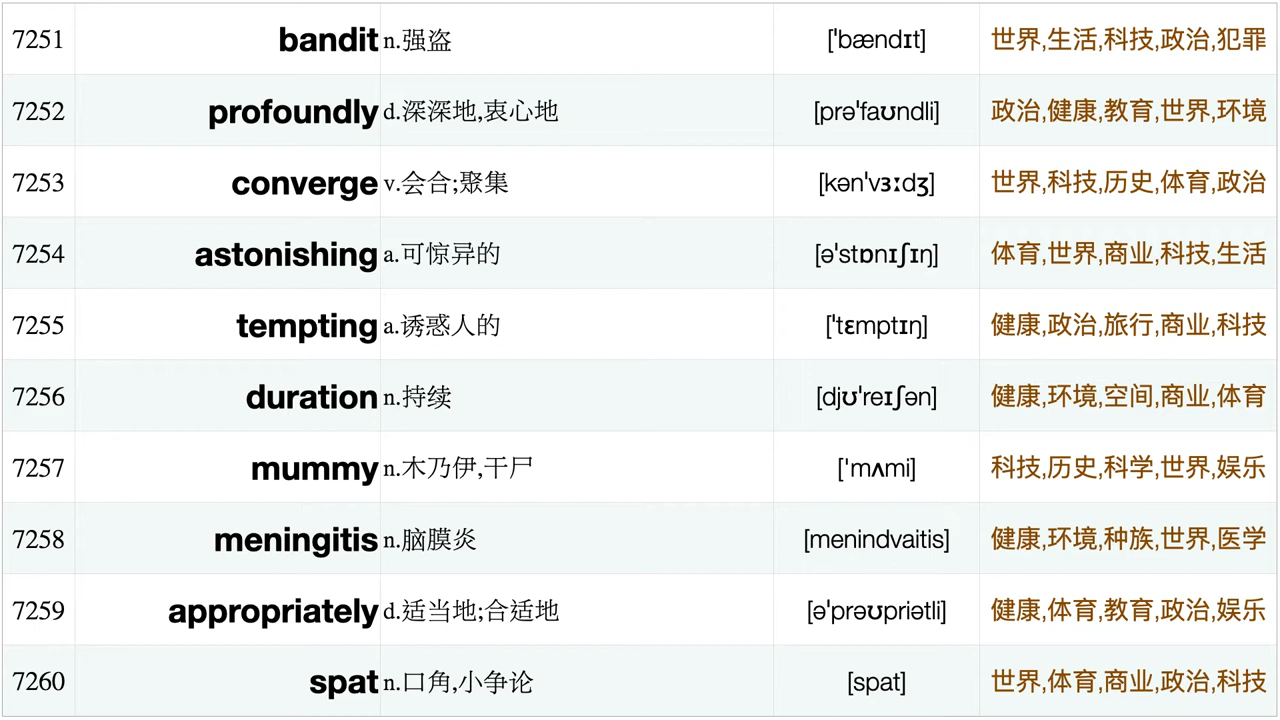 7251 bandit n.强盗 ['bændɪt] 世界,生活,科技,政治,犯罪
7252 profoundly d.深深地,衷心地 [prə'faʊndli] 政治,健康,教育,世界,环境
7253 converge v.会合;聚集 [kən'vɜːdʒ] 世界,科技,历史,体育,政治
7254 astonishing a.可惊异的 [ə'stɒnɪʃɪŋ] 体育,世界,商业,科技,生活
7255 tempting a.诱惑人的 ['tɛmptɪŋ] 健康,政治,旅行,商业,科技
7256 duration n.持续 [djʊ'reɪʃən] 健康,环境,空间,商业,体育
7257 mummy n.木乃伊,干尸 ['mʌmi] 科技,历史,科学,世界,娱乐
7258 meningitis n.脑膜炎 [menindvaitis] 健康,环境,种族,世界,医学
7259 appropriately d.适当地;合适地 [ə'prəʊpriətli] 健康,体育,教育,政治,娱乐
7260 spat n.口角,小争论 [spat] 世界,体育,商业,政治,科技